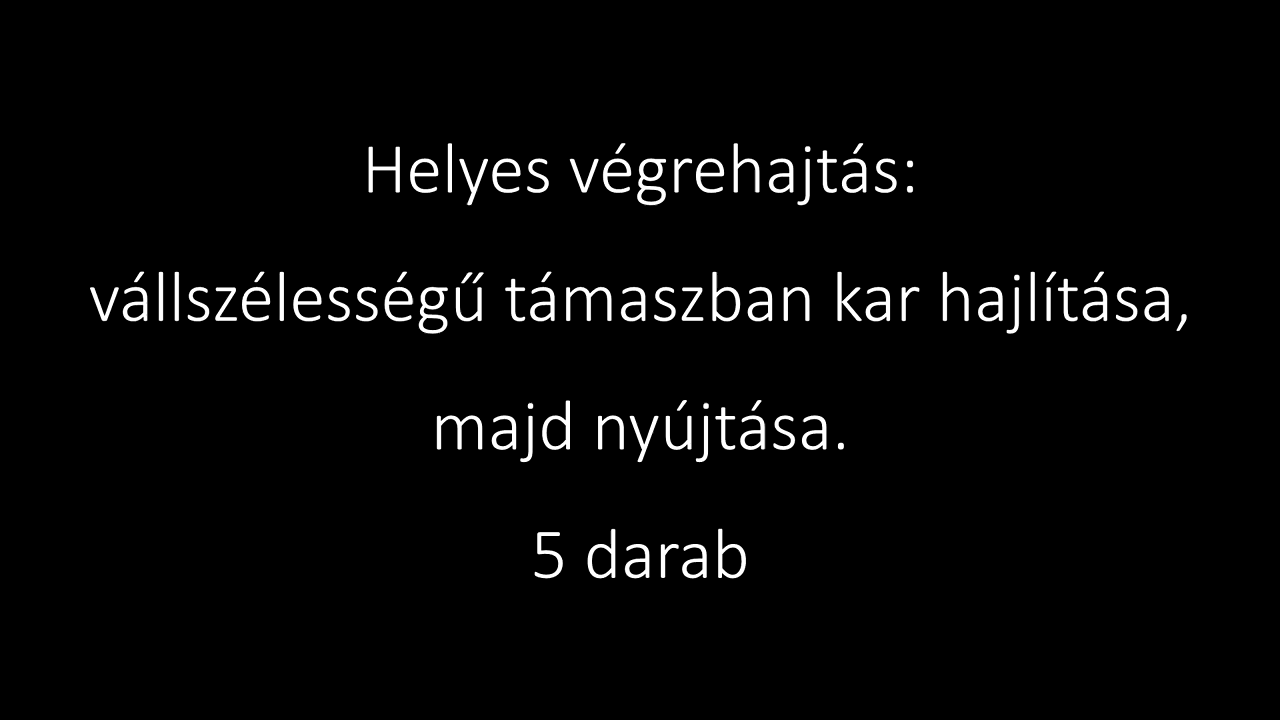 Helyes végrehajtás:
vállszélességű támaszban kar hajlítása,
majd nyújtása.
5 darab